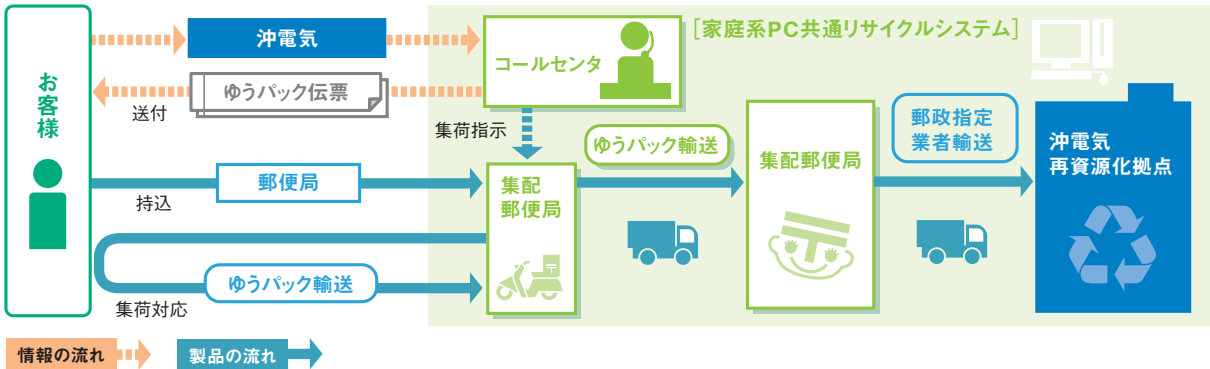 お客様
沖電気
ゆうパック伝票
送付
[家庭系PC共通リサイクルシステム]
コールセンタ
集荷指示
郵便局
持込
集配
郵便局
ゆうパック輸送
集荷対応
ゆうパック輸送
集配郵便局
郵政指定
業者輸送
沖電気
再資源化拠点
情報の流れ
製品の流れ